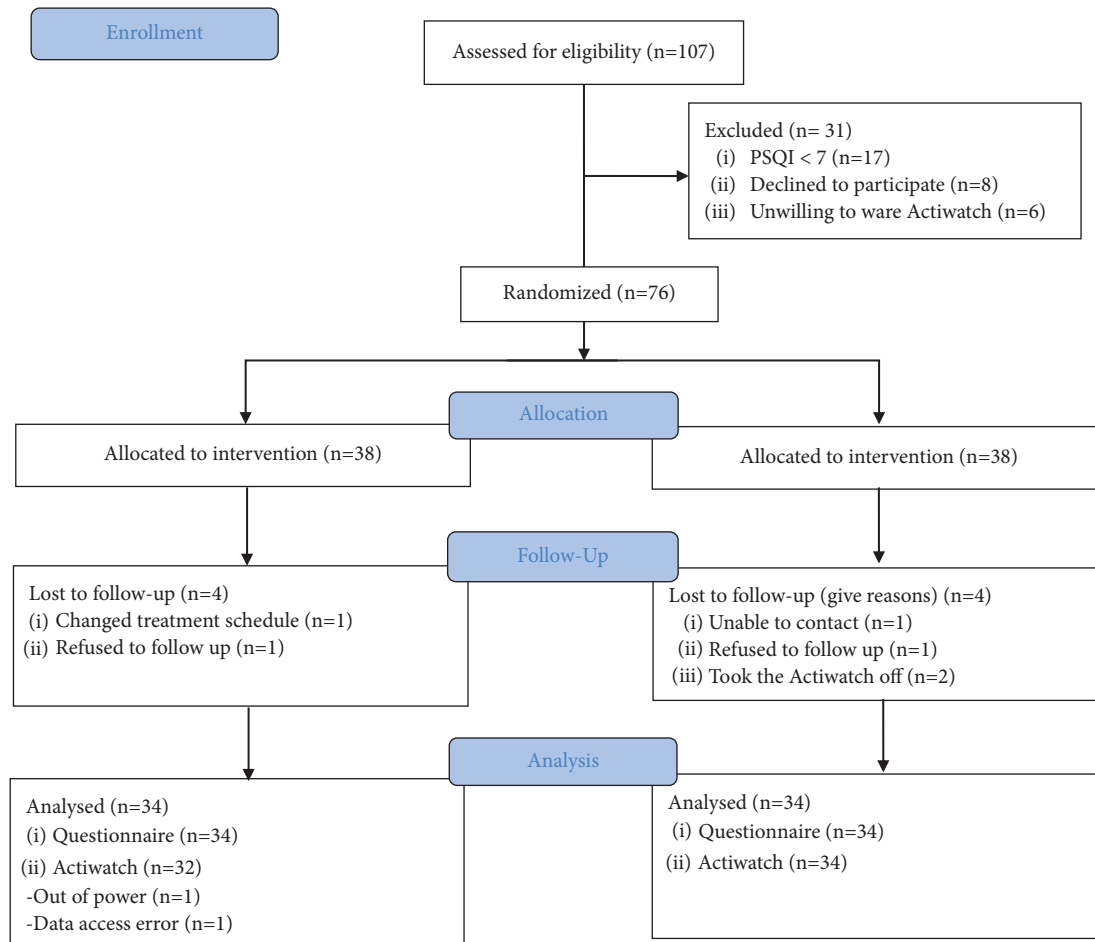 Enrollment
Assessed for eligibility (n=107)
Excluded (n= 31)
(i) PSQI < 7 (n=17)
(ii) Declined to participate (n=8)
(iii) Unwilling to ware Actiwatch (n=6)
Randomized (n=76)
Allocation
Allocated to intervention (n=38)
Allocated to intervention (n=38)
Follow-Up
Lost to follow-up (n=4)
(i) Changed treatment schedule (n=1)
(ii) Refused to follow up (n=1)
Lost to follow-up (give reasons) (n=4)
(i) Unable to contact (n=1)
(ii) Refused to follow up (n=1)
(iii) Took the Actiwatch off (n=2)
Analysis
Analysed (n=34)
(i) Questionnaire (n=34)
(ii) Actiwatch (n=32)
-Out of power (n=1)
-Data access error (n=1)
Analysed (n=34)
(i) Questionnaire (n=34)
(ii) Actiwatch (n=34)